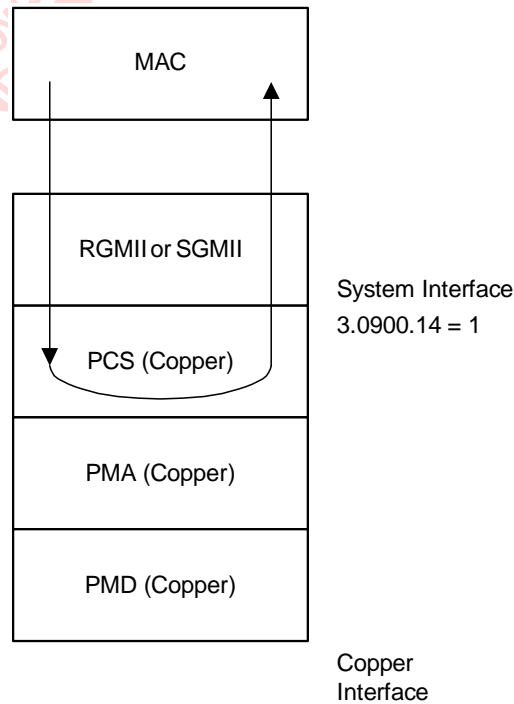 MAC
RGMII or SGMII
System Interface
3.0900.14 = 1
PCS (Copper)
PMA (Copper)
PMD (Copper)
Copper
Interface